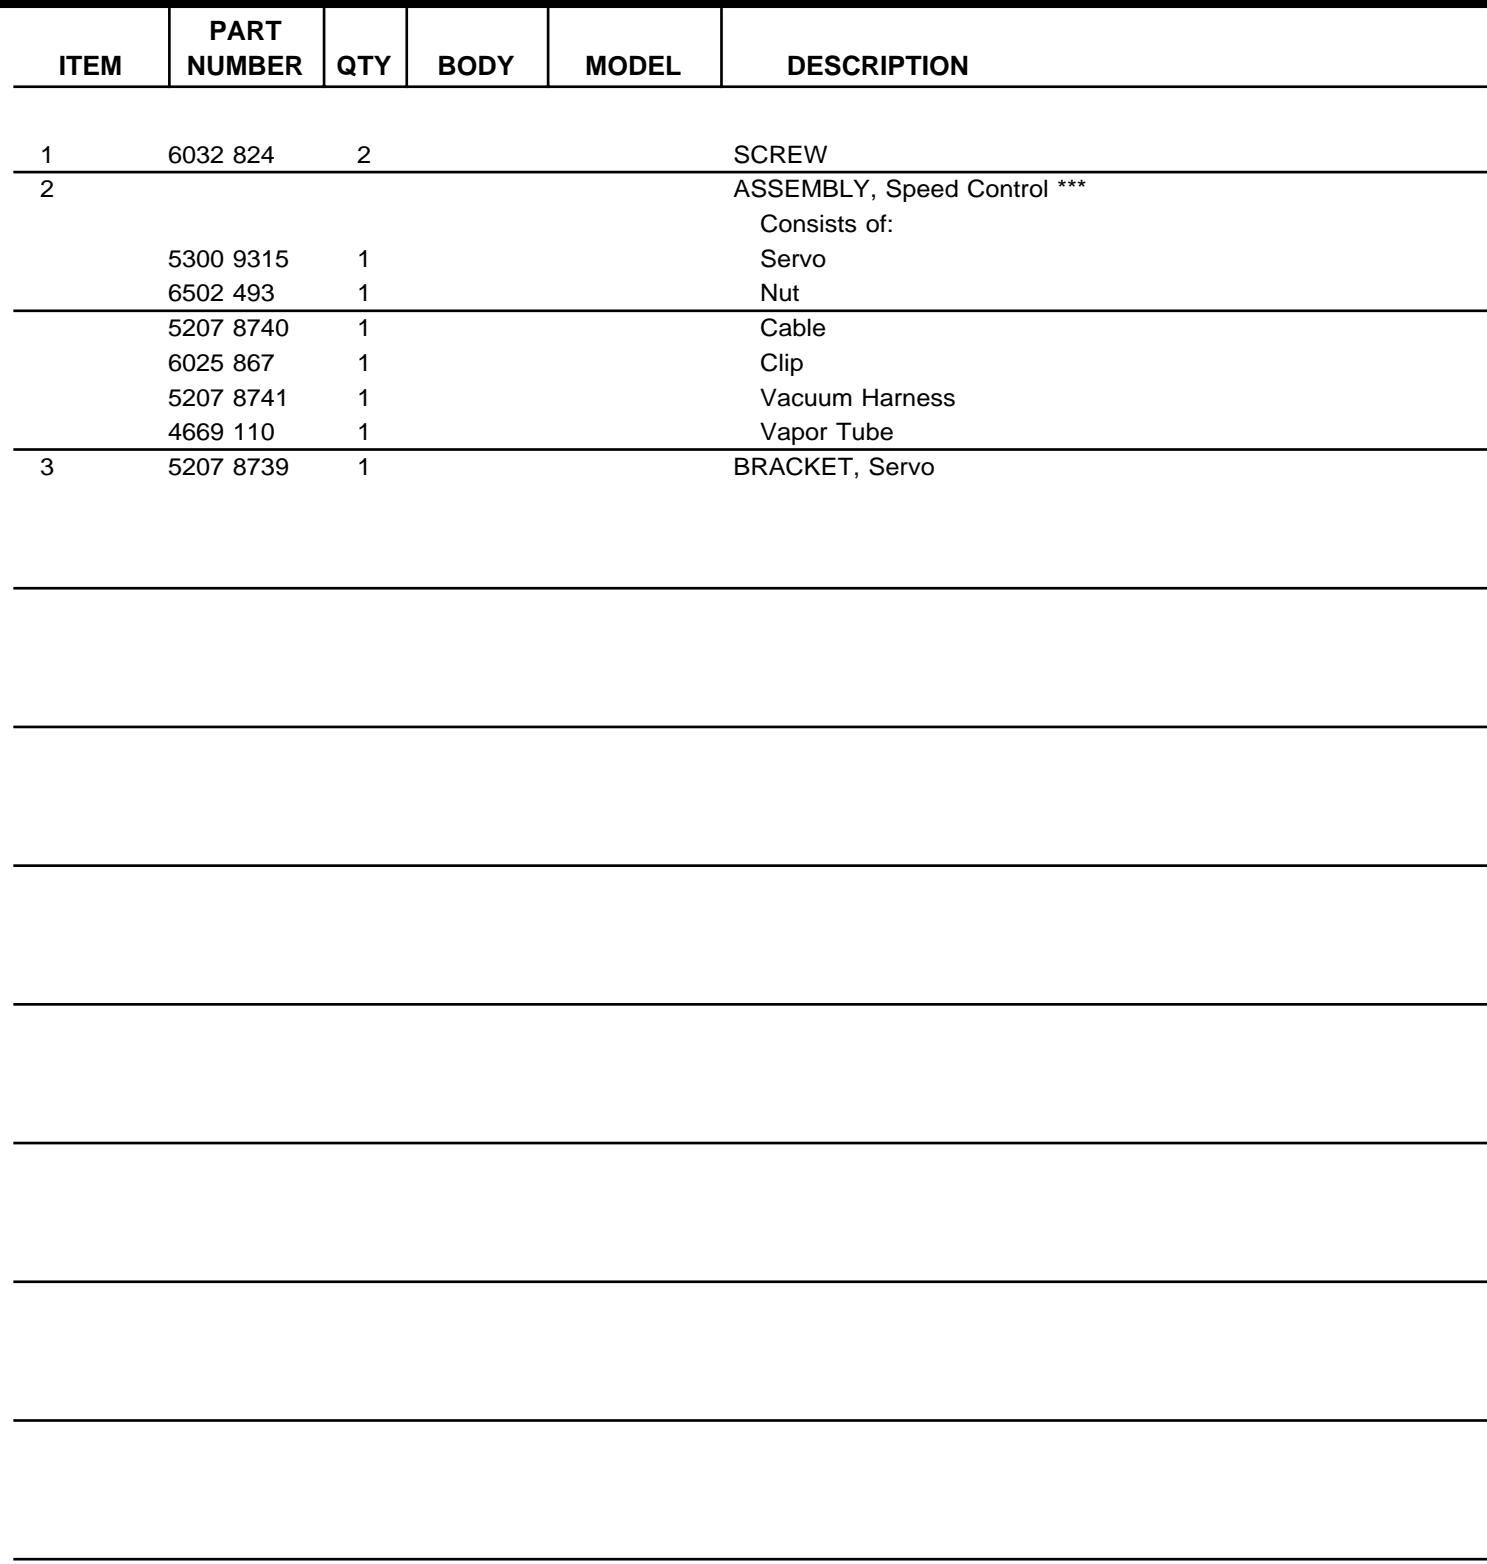 PART
ITEM NUMBER QTY BODY MODEL DESCRIPTION
1 6032 824 2 SCREW
2 ASSEMBLY, Speed Control ***
Consists of:
5300 9315 1 Servo
6502 493 1 Nut
5207 8740 1 Cable
6025 867 1 Clip
5207 8741 1 Vacuum Harness
4669 110 1 Vapor Tube
3 5207 8739 1 BRACKET, Servo